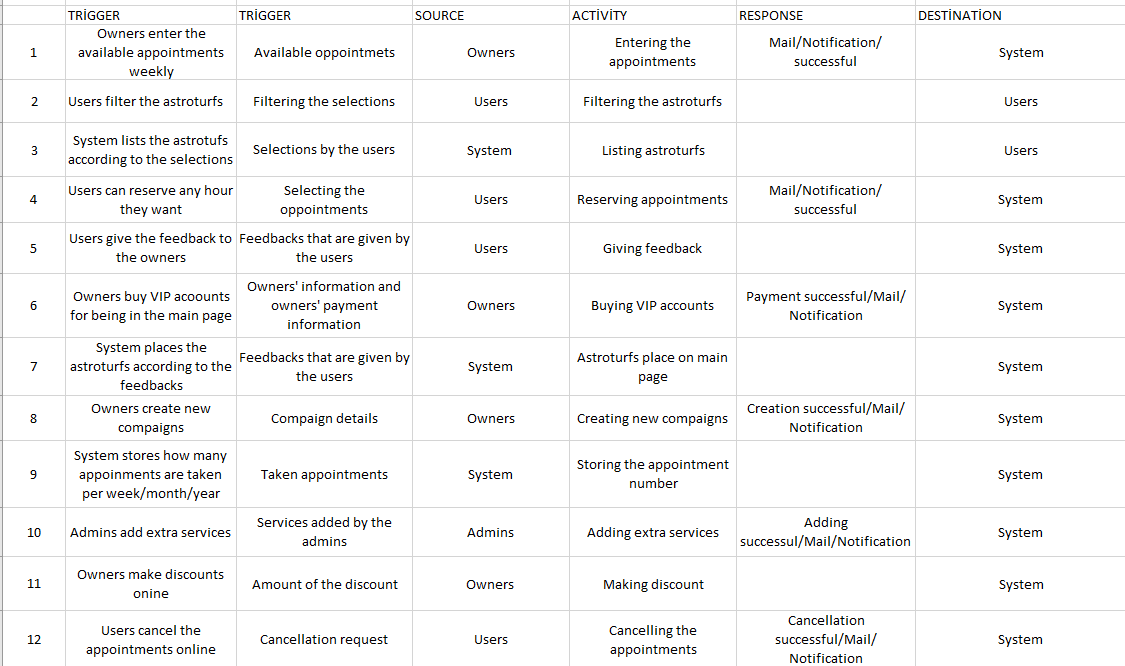 TRİGGER TRİGGER SOURCE ACTİVİTY RESPONSE DESTİNATİON
1
Owners enter the
available appointments
weekly
Available oppointmets
Owners
Entering the
appointments
Mail/Notification/
successful
System
2
Users filter the astroturfs
Filtering the selections
Users
Filtering the astroturfs
Users
3
System lists the astrotufs
according to the selections
Selections by the users
System
Listing astroturfs
Users
4
Users can reserve any hour
they want
Selecting the
oppointments
Users
Reserving appointments
Mail/Notification/
successful
System
5
Users give the feedback to
the owners
Feedbacks that are given by
the users
Users
Giving feedback
System
6
Owners buy VIP acoounts
for being in the main page
Owners' information and
owners' payment
information
Owners
Buying VIP accounts
Payment successful/Mail/
Notification
System
7
System places the
astroturfs according to the
feedbacks
Feedbacks that are given by
the users
System
Astroturfs place on main
page
System
8
Owners create new
compaigns
Compaign details
Owners
Creating new compaigns
Creation successful/Mail/
Notification
System
9
System stores how many
appoinments are taken
per week/month/year
Taken appointments
System
Storing the appointment
number
System
10
Admins add extra services
Services added by the
admins
Admins
Adding extra services
Adding
successul/Mail/Notification
System
11
Owners make discounts
onine
Amount of the discount
Owners
Making discount
System
12
Users cancel the
appointments online
Cancellation request
Users
Cancelling the
appointments
Cancellation
successful/Mail/
Notification
System